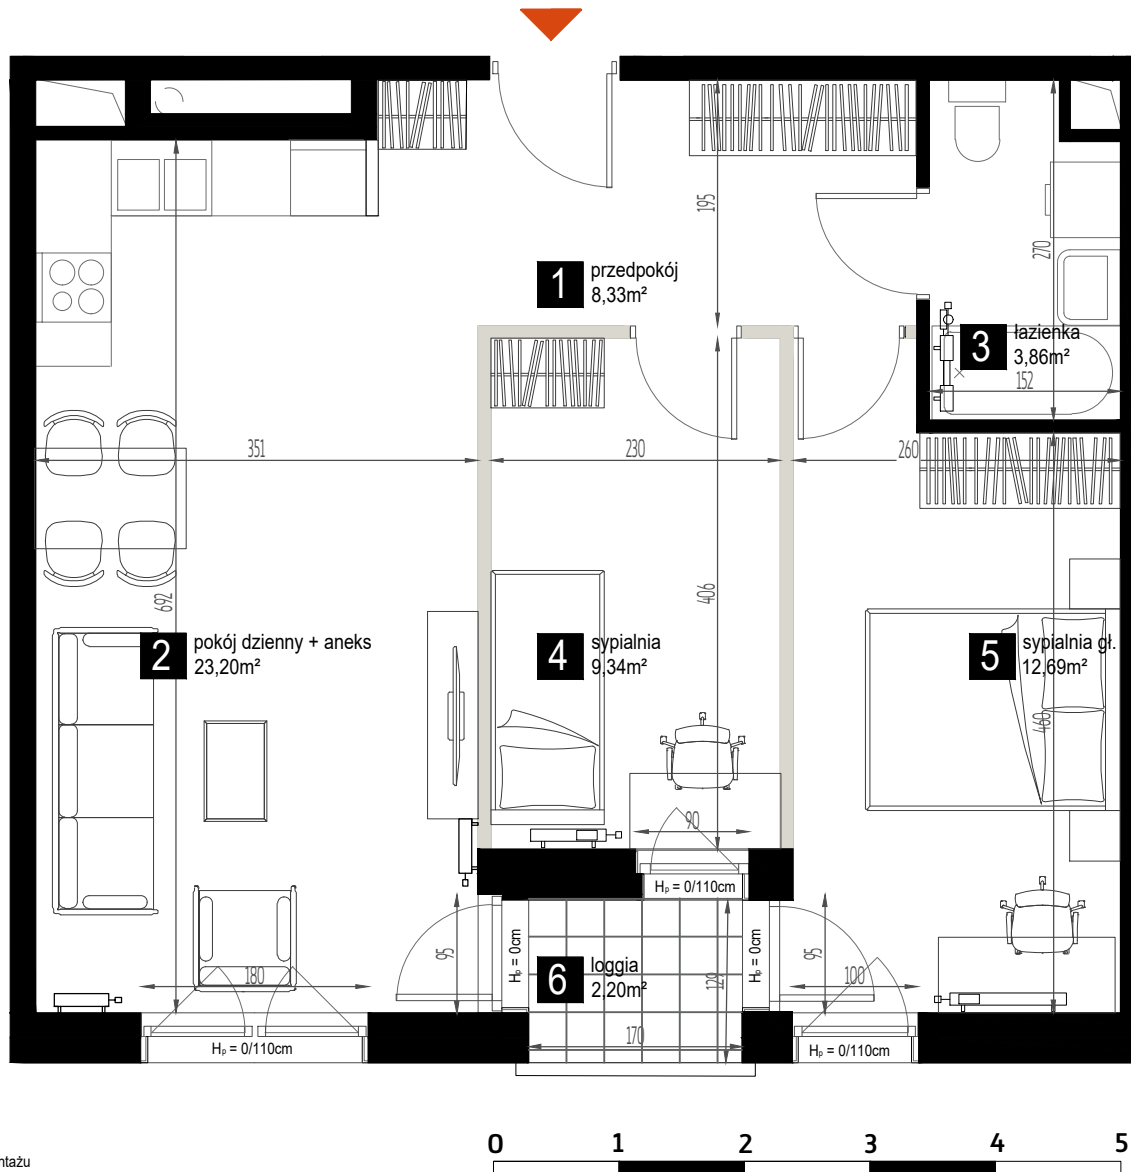 195
270
1
przedpokój
8,33m²
3
łazienka
3,86m²
152
351
230
260
692
406
2
pokój dzienny + aneks
23,20m²
4
sypialnia
9,34m²
5
sypialnia gł.
12,69m²
460
90
Hₚ = 0/110cm
95
Hₚ = 0cm
6
loggia
2,20m²
129
Hₚ = 0cm
95
180
100
170
Hₚ = 0/110cm
Hₚ = 0/110cm
0 1 2 3 4 5
ntażu